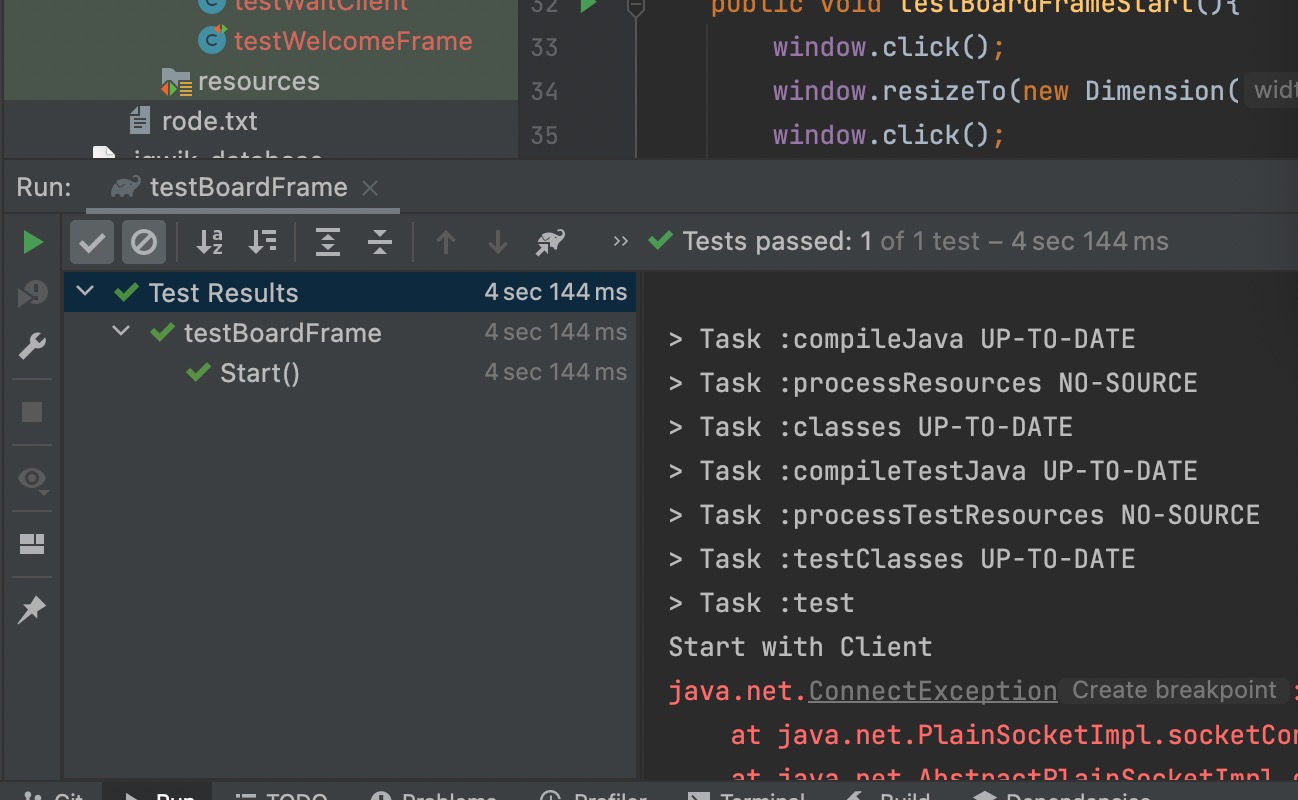 testWaitClient
testWelcomeFrame
resources
rode.txt
jqwik_database
32 public void testBoardFrameStart(){
33 window.click();
34 window.resizeTo(new Dimension( widt
35 window.click();
Run: testBoardFrame ×
>> Tests passed: 1 of 1 test – 4 sec 144 ms
Test Results 4 sec 144 ms
testBoardFrame 4 sec 144 ms
Start() 4 sec 144 ms
> Task :compileJava UP-TO-DATE
> Task :processResources NO-SOURCE
> Task :classes UP-TO-DATE
> Task :compileTestJava UP-TO-DATE
> Task :processTestResources NO-SOURCE
> Task :testClasses UP-TO-DATE
> Task :test
Start with Client
java.net.ConnectException Create breakpoint :
at java.net.PlainSocketImpl.socketCon
at java.net.AbstractPlainSocketImpl.
Git Run TODO Problems Profiler Terminal Build Dependencies